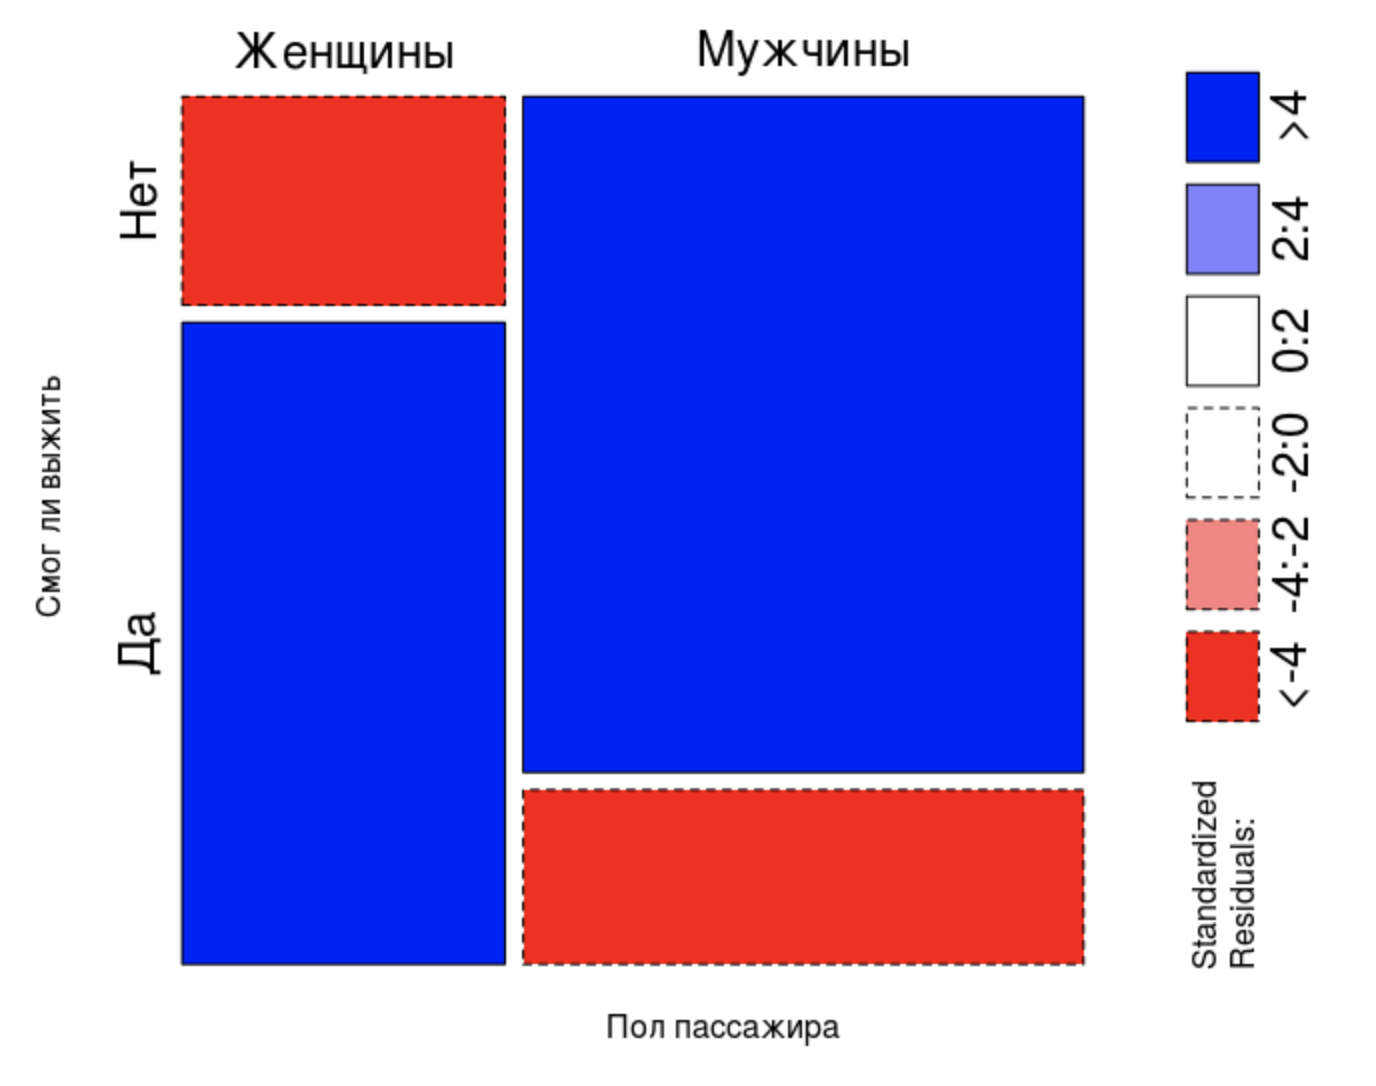 Женщины
Мужчины
Нет
Да
Смог ли выжить
Пол пассажира
>4
2:4
0:2
-2:0
-4:-2
<-4
Standardized
Residuals: